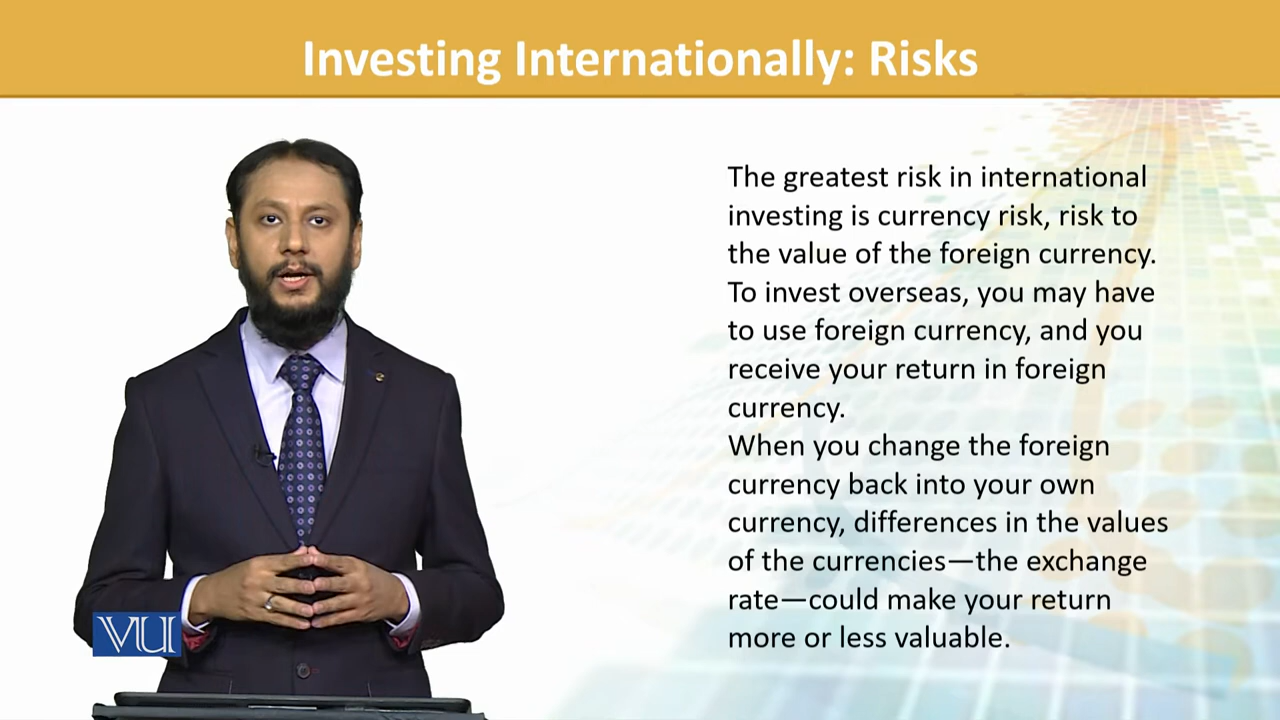 Investing Internationally: Risks
The greatest risk in international
investing is currency risk, risk to
the value of the foreign currency.
To invest overseas, you may have
to use foreign currency, and you
receive your return in foreign
currency.
When you change the foreign
currency back into your own
currency, differences in the values
of the currencies—the exchange
rate—could make your return
more or less valuable.
VU